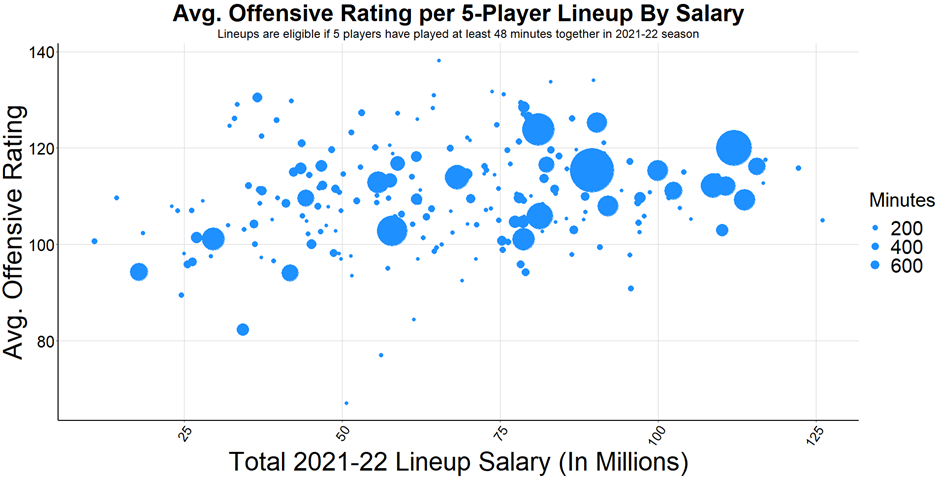 Avg. Offensive Rating per 5-Player Lineup By Salary
Lineups are eligible if 5 players have played at least 48 minutes together in 2021-22 season
Avg. Offensive Rating
140
120
100
80
25
50
75
100
125
Total 2021-22 Lineup Salary (In Millions)
Minutes
200
400
600